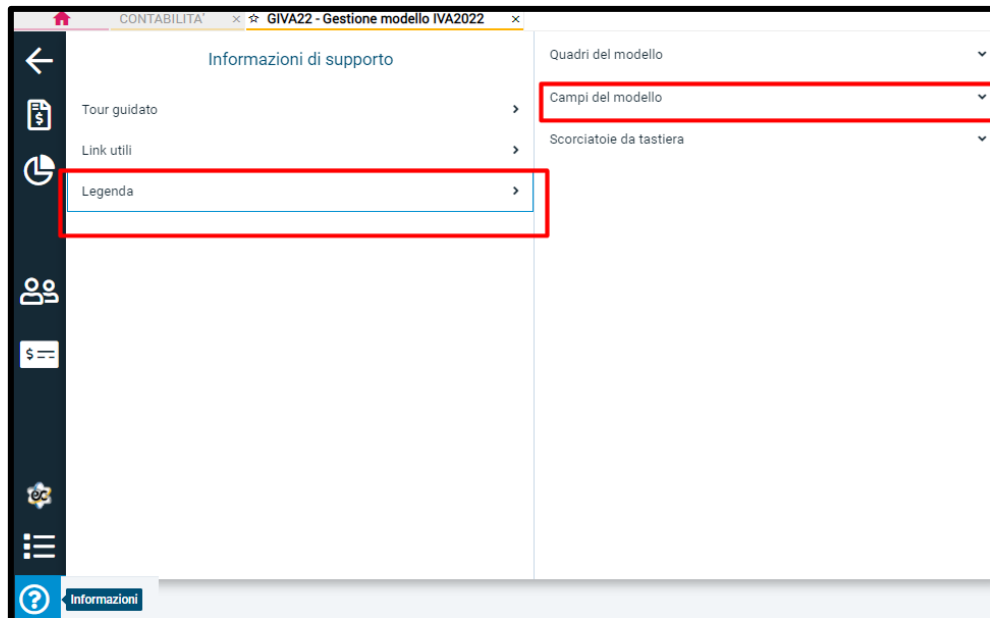 CONTABILITA'
GIVA22 - Gestione modello IVA2022
Informazioni di supporto
Tour guidato
Link utili
Legenda
Quadri del modello
Campi del modello
Scorciatoie da tastiera
ec
Informazioni